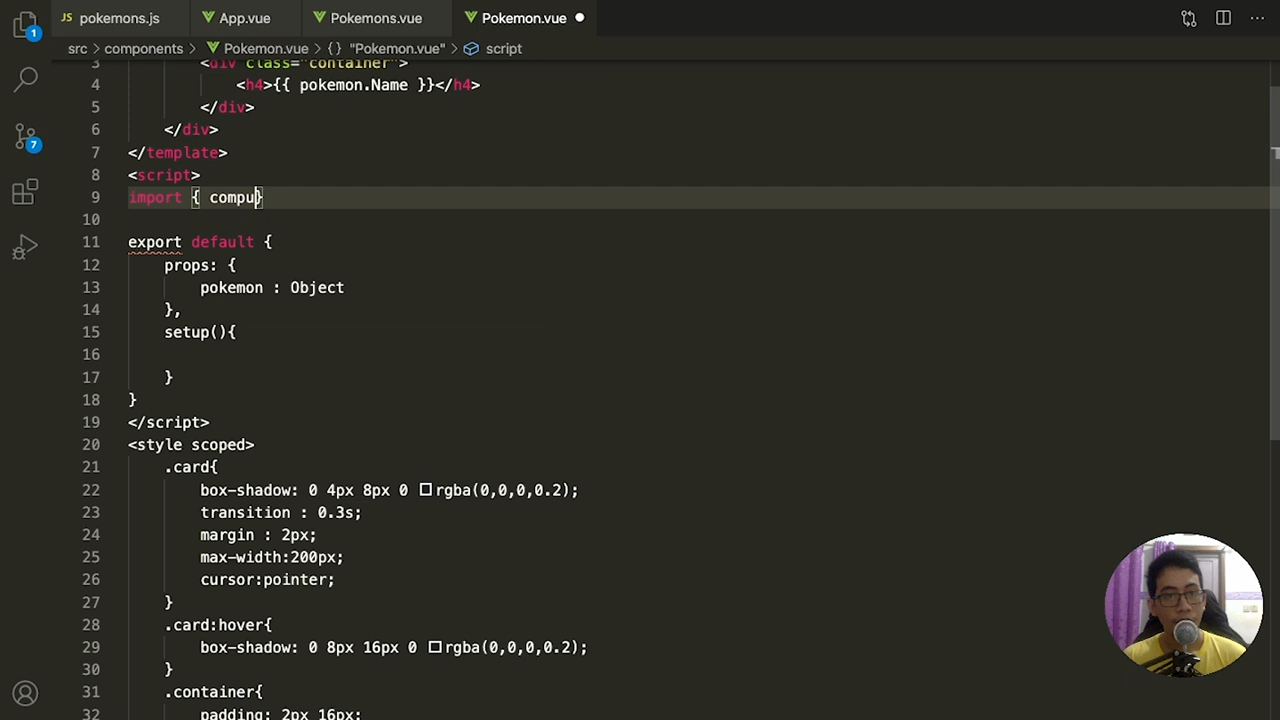 JS pokemons.js App.vue Pokemons.vue Pokemon.vue
src > components > Pokemon.vue > {} "Pokemon.vue" > script
1
7
3 <div class="container">
4 <h4>{{ pokemon.Name }}</h4>
5 </div>
6 </div>
7 </template>
8 <script>
9 import { compu}
10
11 export default {
12 props: {
13 pokemon : Object
14 },
15 setup(){
16
17 }
18 }
19 </script>
20 <style scoped>
21 .card{
22 box-shadow: 0 4px 8px 0 rgba(0,0,0,0.2);
23 transition : 0.3s;
24 margin : 2px;
25 max-width:200px;
26 cursor:pointer;
27 }
28 .card:hover{
29 box-shadow: 0 8px 16px 0 rgba(0,0,0,0.2);
30 }
31 .container{
32 padding: 2px 16px;